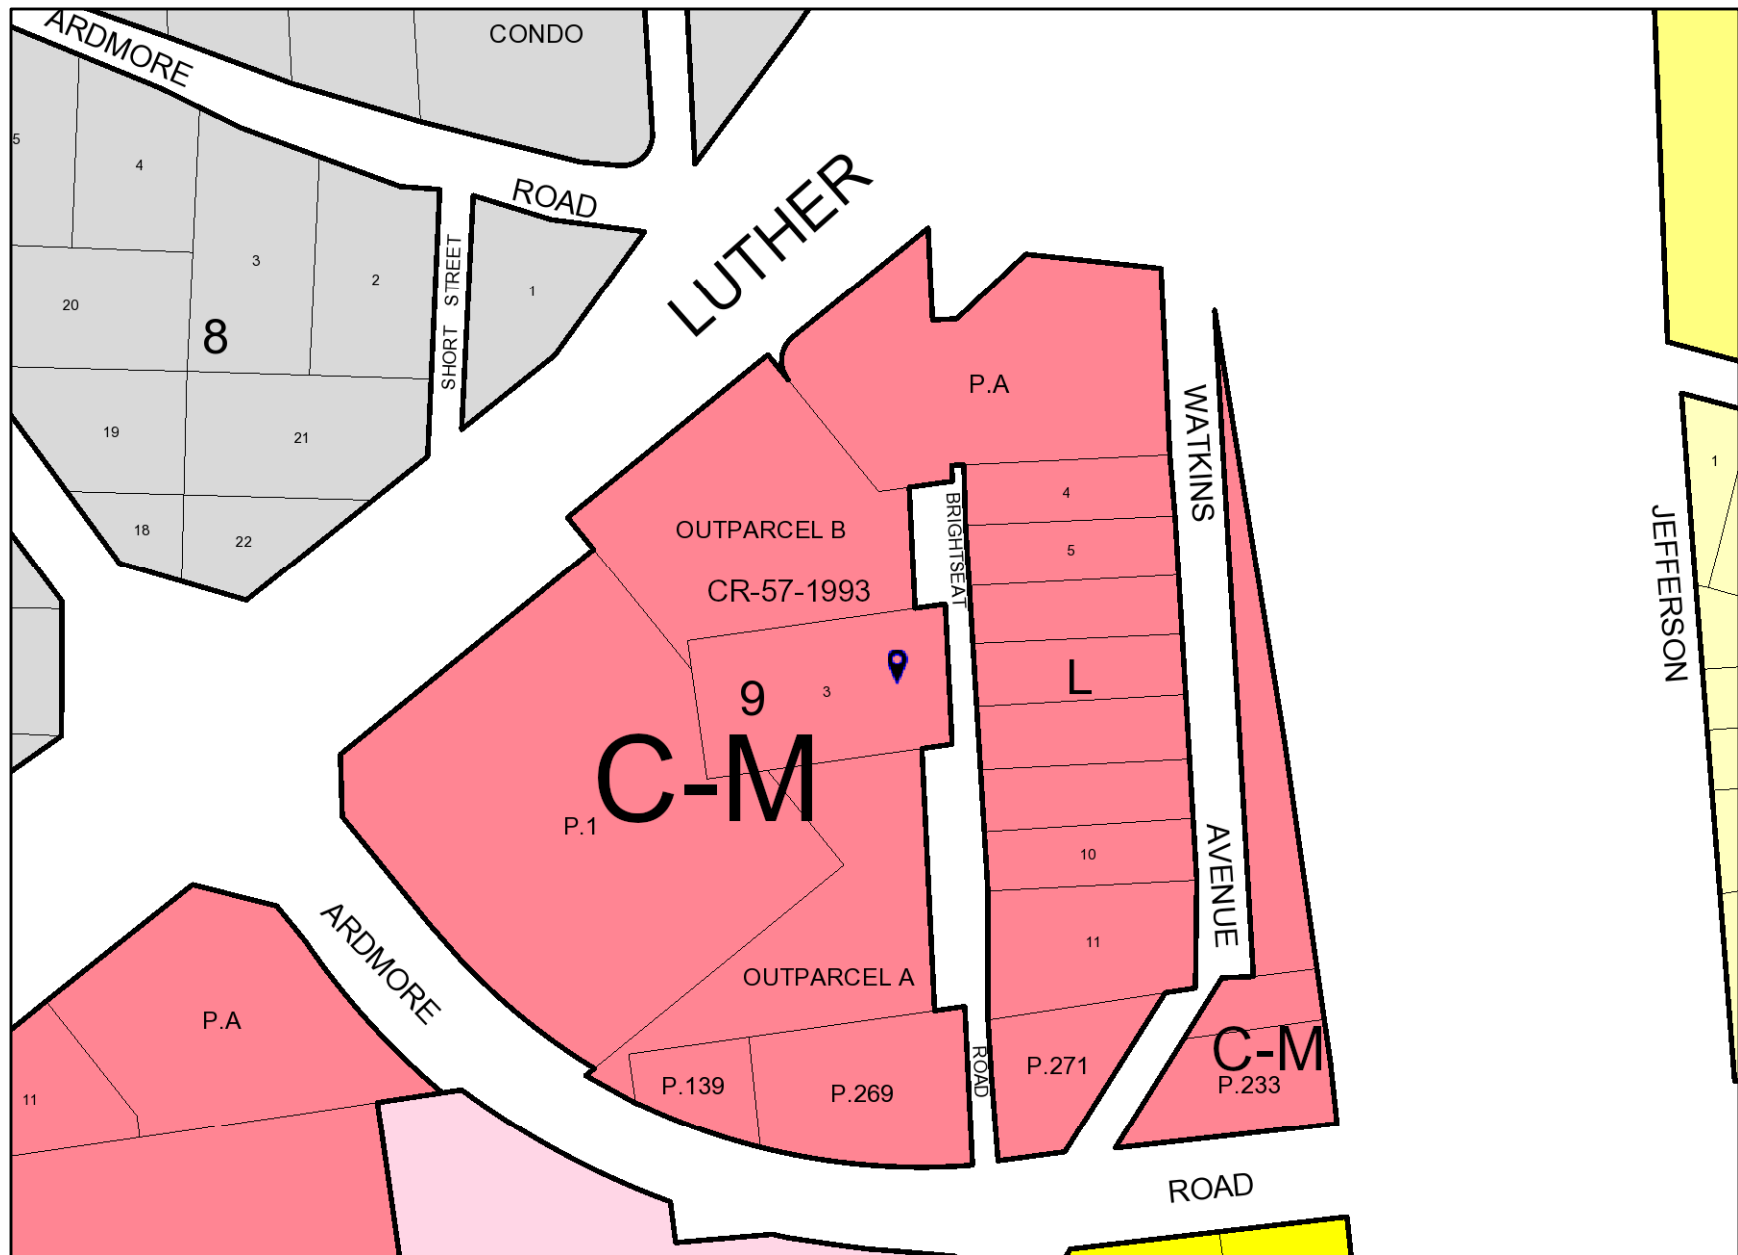 CONDO
ARDMORE
ROAD
5
4
3
2
1
20
8
SHORT STREET
19
21
18
22
LUTHER
P.A
WATKINS
AVENUE
4
5
L
10
11
BRIGHTSEAT
ROAD
OUTPARCEL B
CR-57-1993
9
3
C-M
P.1
OUTPARCEL A
ARDMORE
ROAD
P.A
11
P.139
P.269
P.271
C-M
P.233
JEFFERSON
1